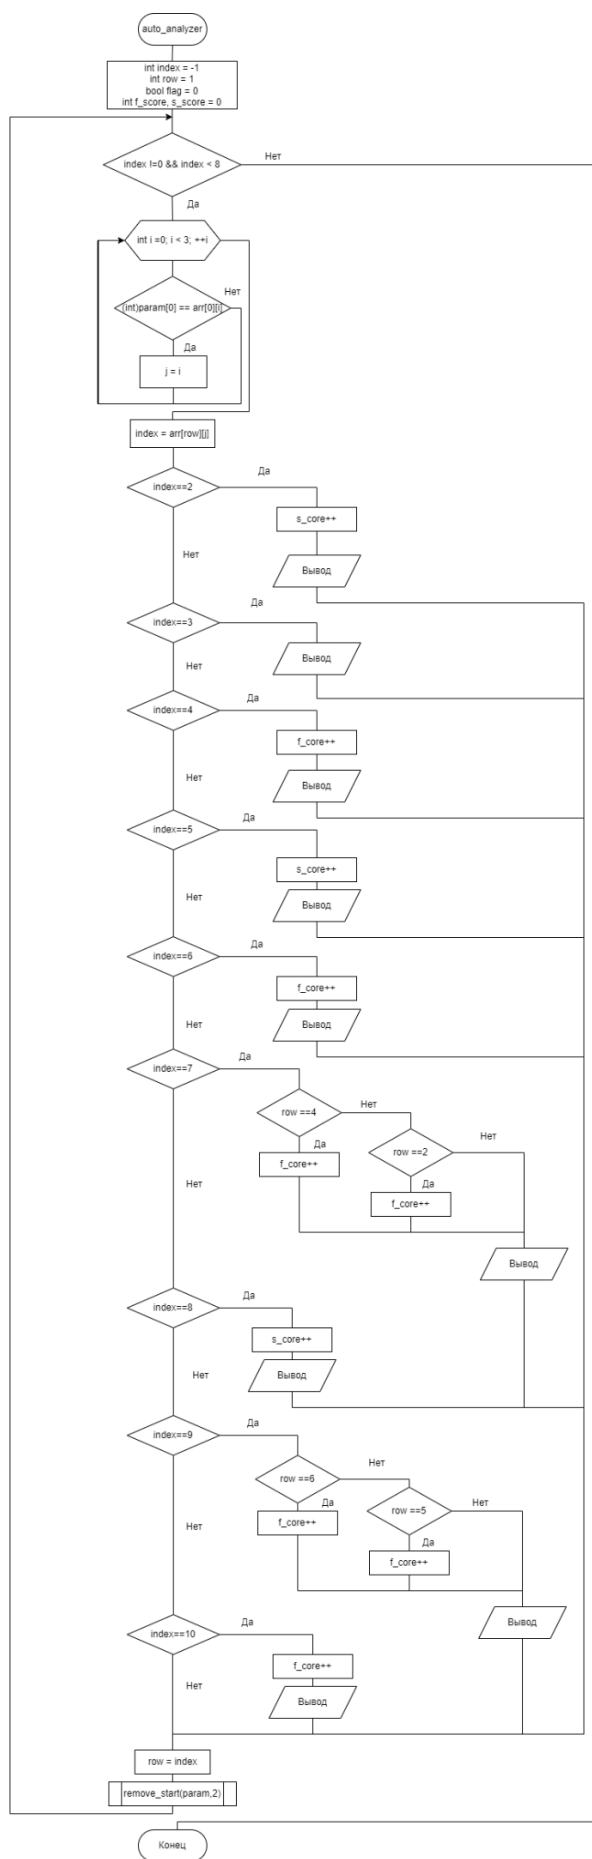 auto_analyzer
int index = -1
int row = 1
bool flag = 0
int f_score, s_score = 0
index !=0 && index < 8
Нет
Да
int i =0; i < 3; ++i
Нет
(int)param[0] == arr[0][i]
Да
j = i
index = arr[row][j]
Да
index==2
s_core++
Нет
Вывод
Да
index==3
Вывод
Нет
Да
index==4
f_core++
Нет
Вывод
Да
index==5
s_core++
Нет
Вывод
Да
index==6
f_core++
Вывод
Нет
Да
index==7
Нет
row ==4
Нет
Да
row ==2
f_core++
Нет
Да
f_core++
Вывод
Да
index==8
s_core++
Нет
Вывод
Да
index==9
Нет
row ==6
Нет
Да
row ==5
f_core++
Нет
Да
f_core++
Да
Вывод
index==10
f_core++
Нет
Вывод
row = index
remove_start(param,2)
Конец